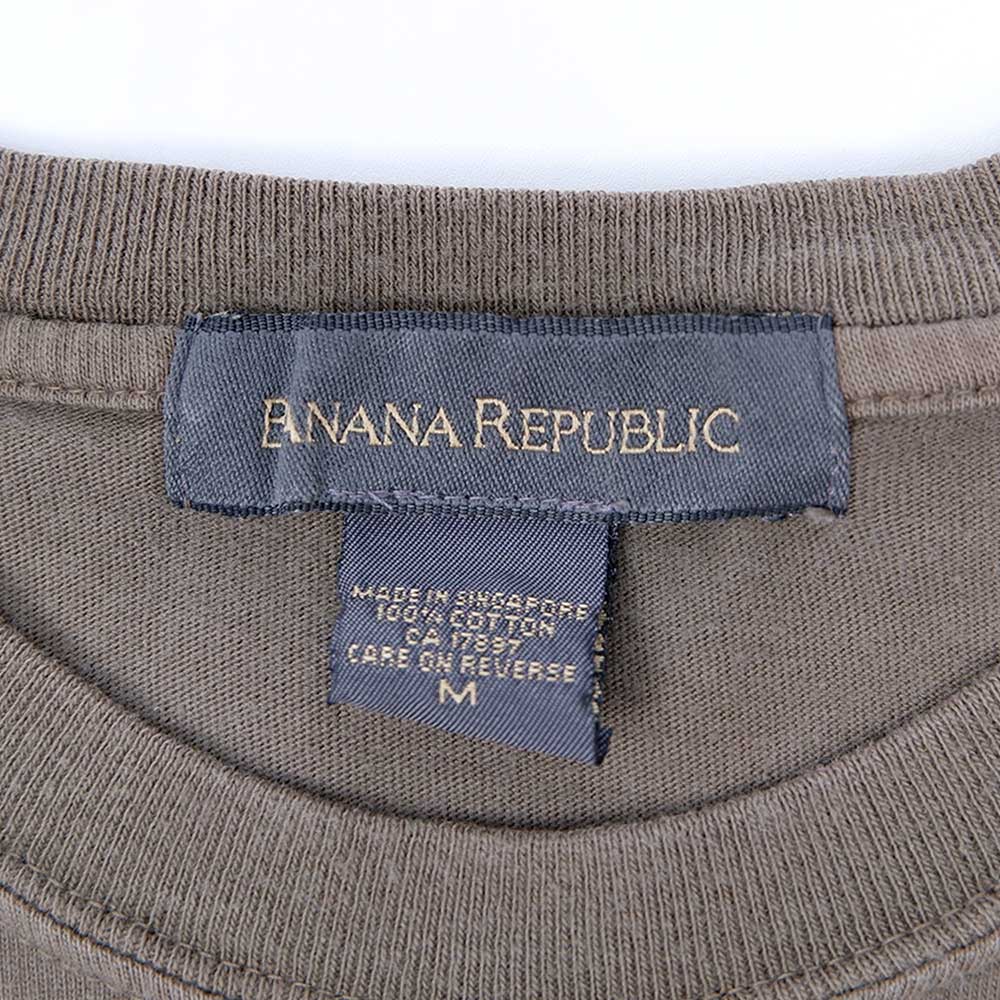 BANANA REPUBLIC
MADE IN SINGAPORE
100% COTTON
CA 17897
CARE ON REVERSE
M